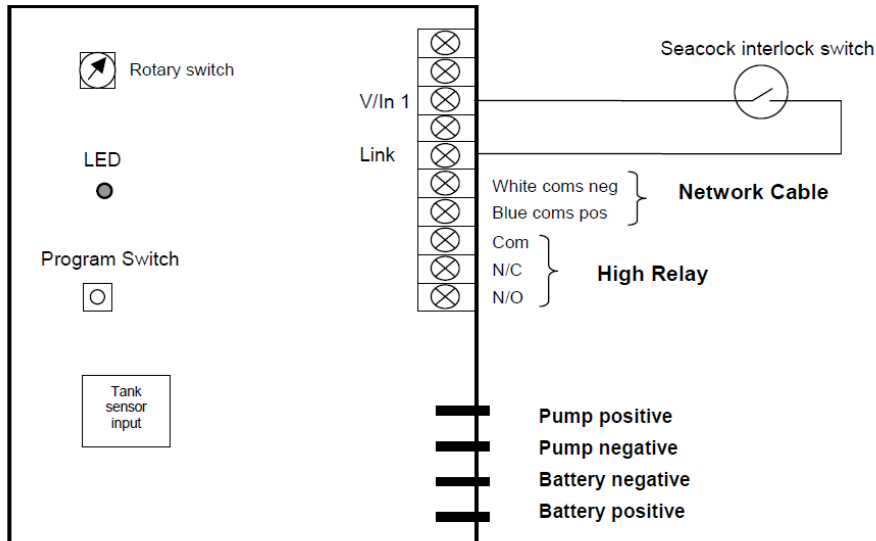 Seacock interlock switch
Rotary switch
V/In 1
LED
Link
White coms neg
Network Cable
Blue coms pos
Com
Program Switch
N/C
High Relay
N/O
Tank
sensor
input
Pump positive
Pump negative
Battery negative
Battery positive